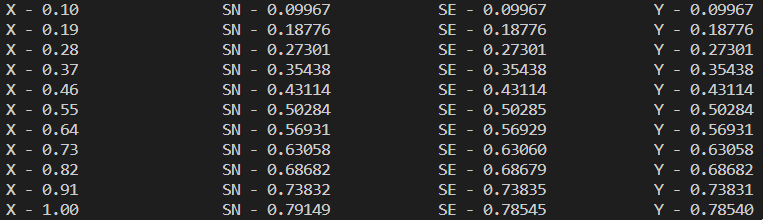 X - 0.10 SN - 0.09967 SE - 0.09967 Y - 0.09967
X - 0.19 SN - 0.18776 SE - 0.18776 Y - 0.18776
X - 0.28 SN - 0.27301 SE - 0.27301 Y - 0.27301
X - 0.37 SN - 0.35438 SE - 0.35438 Y - 0.35438
X - 0.46 SN - 0.43114 SE - 0.43114 Y - 0.43114
X - 0.55 SN - 0.50284 SE - 0.50285 Y - 0.50284
X - 0.64 SN - 0.56931 SE - 0.56929 Y - 0.56931
X - 0.73 SN - 0.63058 SE - 0.63060 Y - 0.63058
X - 0.82 SN - 0.68682 SE - 0.68679 Y - 0.68682
X - 0.91 SN - 0.73832 SE - 0.73835 Y - 0.73831
X - 1.00 SN - 0.79149 SE - 0.78545 Y - 0.78540